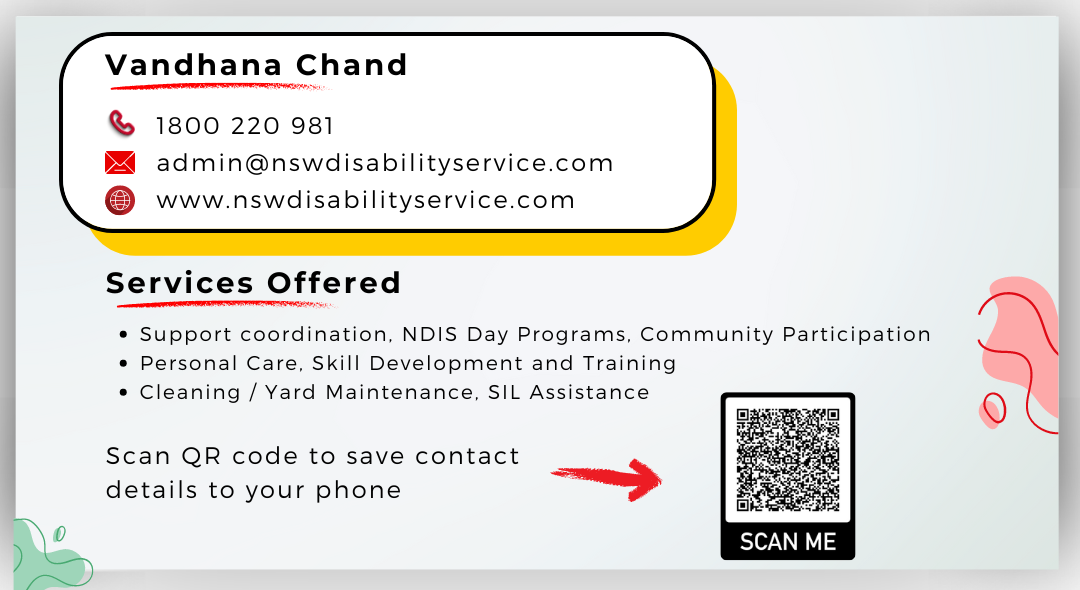 Vandhana Chand
1800 220 981
admin@nswdisabilityservice.com
www.nswdisabilityservice.com
Services Offered
• Support coordination, NDIS Day Programs, Community Participation
• Personal Care, Skill Development and Training
• Cleaning / Yard Maintenance, SIL Assistance
Scan QR code to save contact
details to your phone
SCAN ME